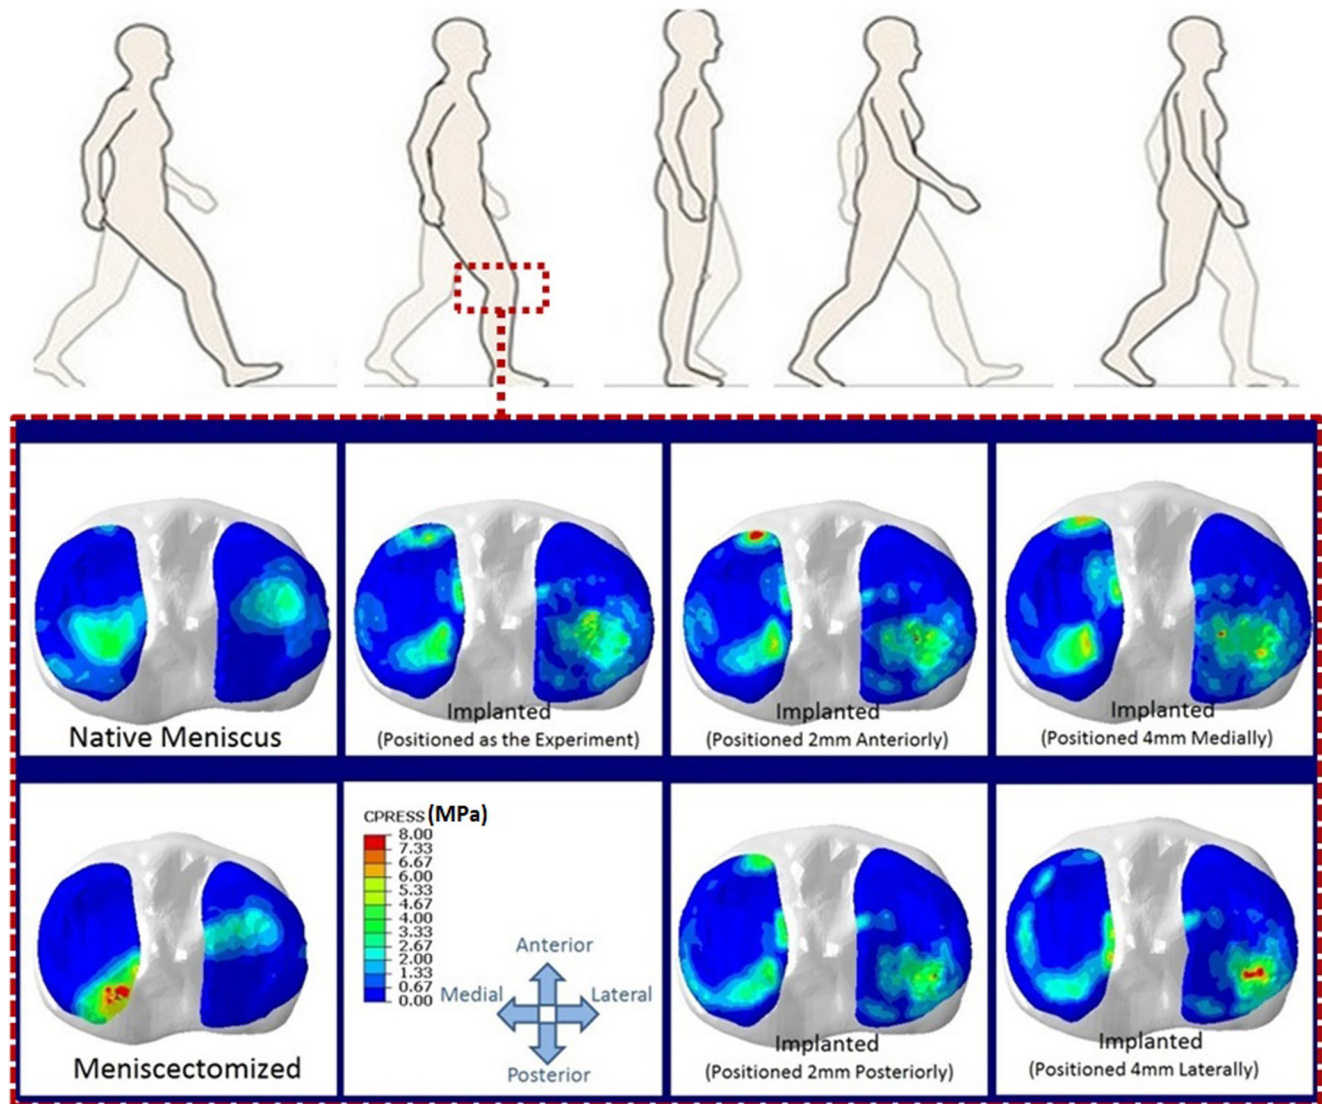 Native Meniscus
Implanted
(Positioned as the Experiment)
Implanted
(Positioned 2mm Anteriorly)
Implanted
(Positioned 4mm Medially)
Meniscectomized
CPRESS (MPa)
8.00
7.33
6.67
6.00
5.33
4.67
4.00
3.33
2.67
2.00
1.33
0.67
0.00
Anterior
Medial
Lateral
Posterior
Implanted
(Positioned 2mm Posteriorly)
Implanted
(Positioned 4mm Laterally)